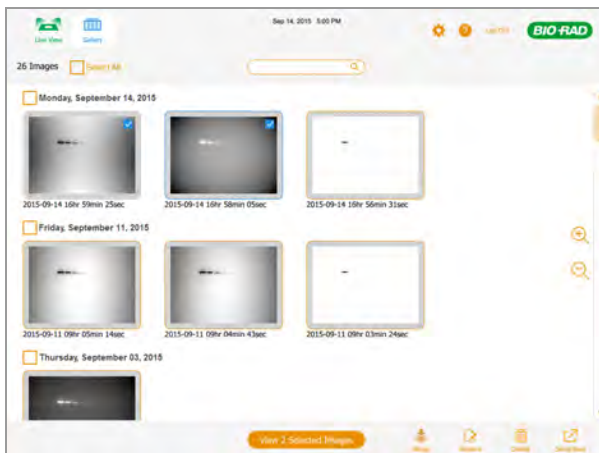 Sep 14, 2015 5:00 PM
Live View
Gallery
BIO-RAD
26 Images
Select All
Monday, September 14, 2015
2015-09-14 16hr 59min 25sec
2015-09-14 16hr 58min 05sec
2015-09-14 16hr 56min 31sec
Friday, September 11, 2015
2015-09-11 09hr 05min 14sec
2015-09-11 09hr 04min 43sec
2015-09-11 09hr 03min 24sec
Thursday, September 03, 2015
View 2 Selected Images
Merge
Delete